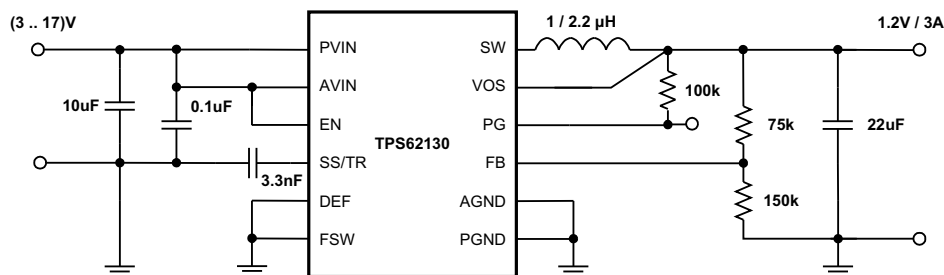 (3 .. 17)V
1 / 2.2 µH
1.2V / 3A
PVIN
SW
AVIN
VOS
10uF
0.1uF
100k
EN
PG
75k
22uF
TPS62130
SS/TR
FB
3.3nF
DEF
AGND
150k
FSW
PGND